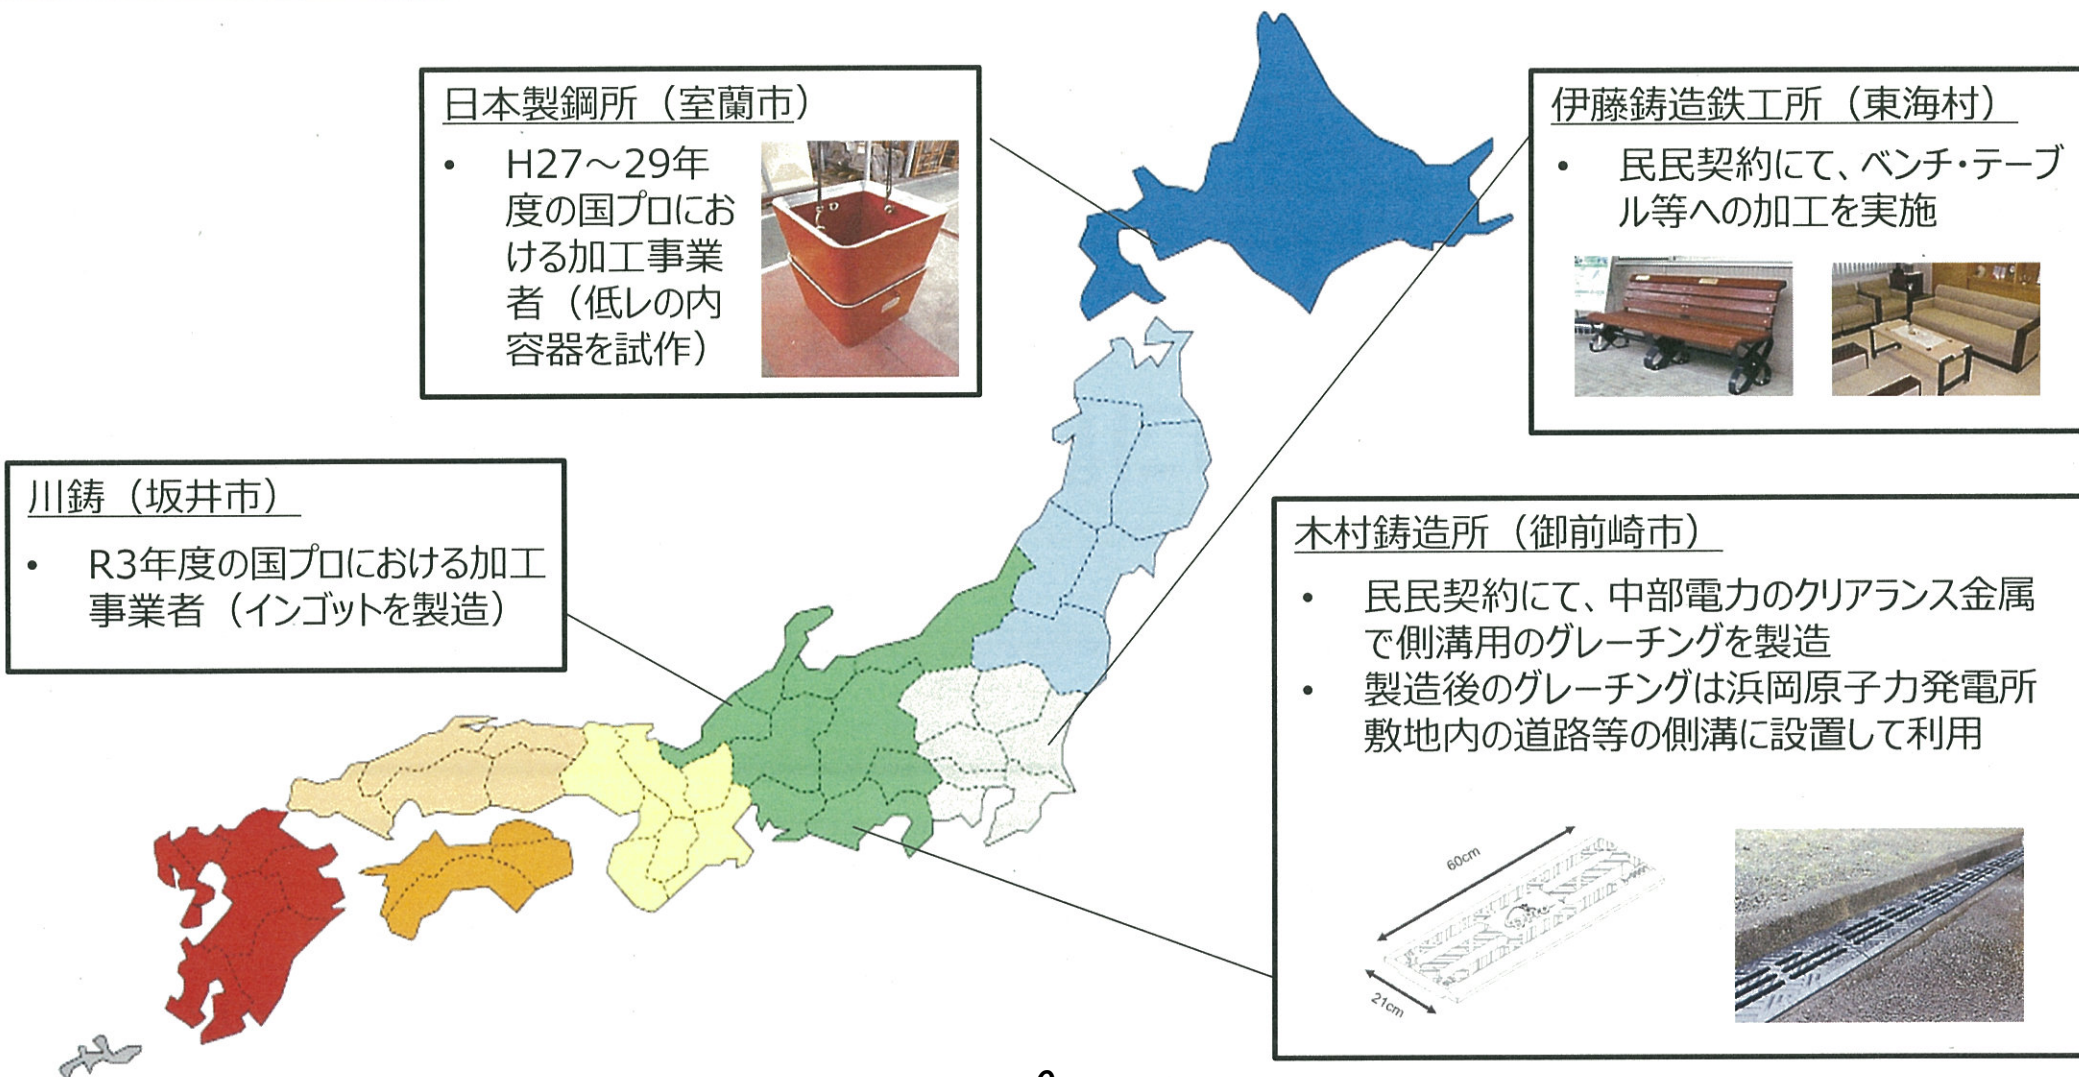 日本製鋼所（室蘭市）
• H27～29年
度の国プロにお
ける加工事業
者（低レの内
容器を試作）
伊藤鋳造鉄工所（東海村）
• 民民契約にて、ベンチ・テーブ
ル等への加工を実施
川鋳（坂井市）
• R3年度の国プロにおける加工
事業者（インゴットを製造）
木村鋳造所（御前崎市）
• 民民契約にて、中部電力のクリアランス金属
で側溝用のグレーチングを製造
• 製造後のグレーチングは浜岡原子力発電所
敷地内の道路等の側溝に設置して利用
60cm
21cm